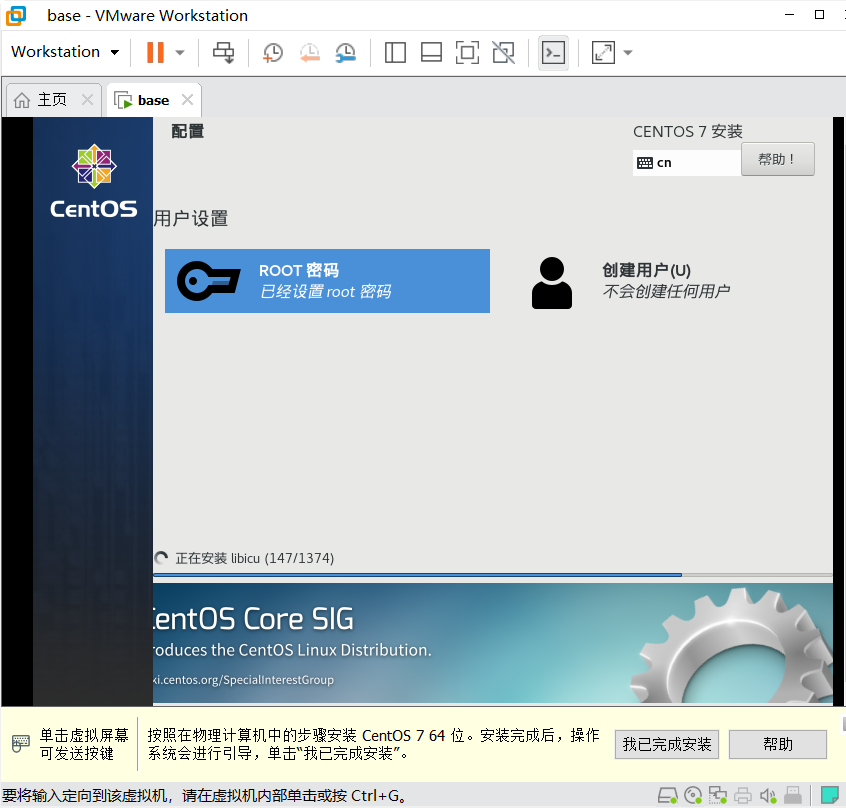 base - VMware Workstation
Workstation
主页
base
配置
CENTOS 7 安装
cn
帮助！
CentOS
用户设置
ROOT 密码
已经设置 root 密码
创建用户(U)
不会创建任何用户
正在安装 libicu (147/1374)
CentOS Core SIG
roduces the CentOS Linux Distribution.
ki.centos.org/SpecialInterestGroup
单击虚拟屏幕
可发送按键
按照在物理计算机中的步骤安装 CentOS 7 64 位。安装完成后，操作
系统会进行引导，单击“我已完成安装”。
我已完成安装
帮助
要将输入定向到该虚拟机，请在虚拟机内部单击或按 Ctrl+G。